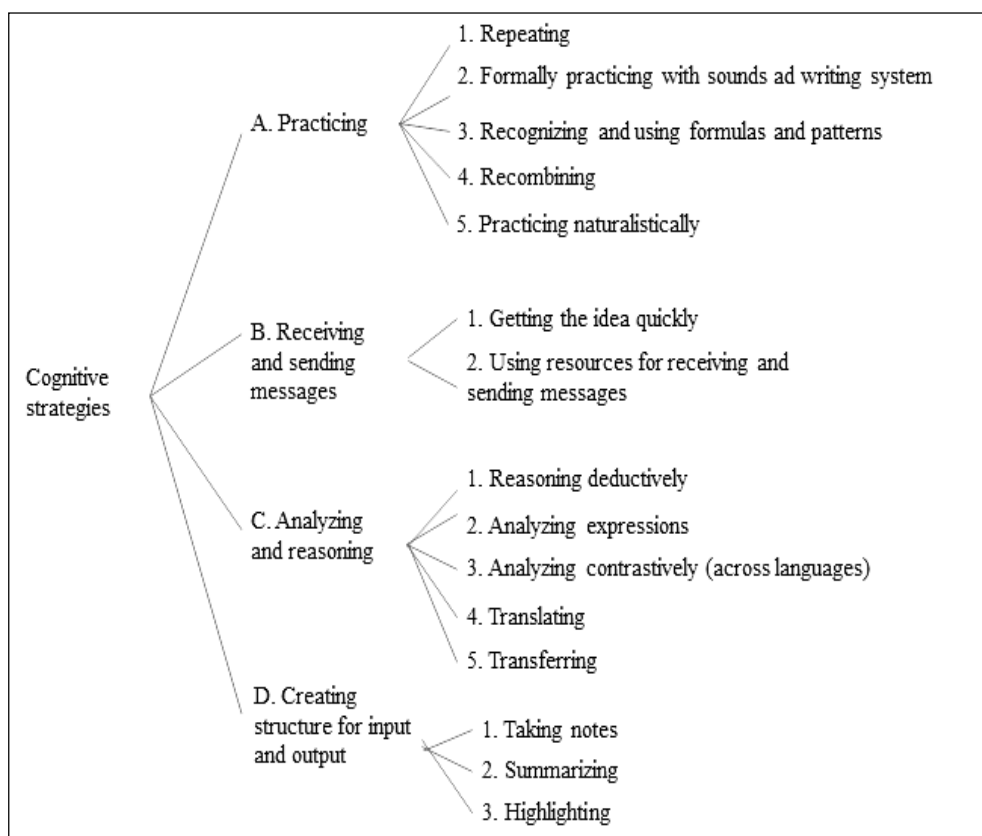 Cognitive
strategies
A. Practicing
1. Repeating
2. Formally practicing with sounds ad writing system
3. Recognizing and using formulas and patterns
4. Recombining
5. Practicing naturalistically
B. Receiving
and sending
messages
1. Getting the idea quickly
2. Using resources for receiving and
sending messages
C. Analyzing
and reasoning
1. Reasoning deductively
2. Analyzing expressions
3. Analyzing contrastively (across languages)
4. Translating
5. Transferring
D. Creating
structure for input
and output
1. Taking notes
2. Summarizing
3. Highlighting